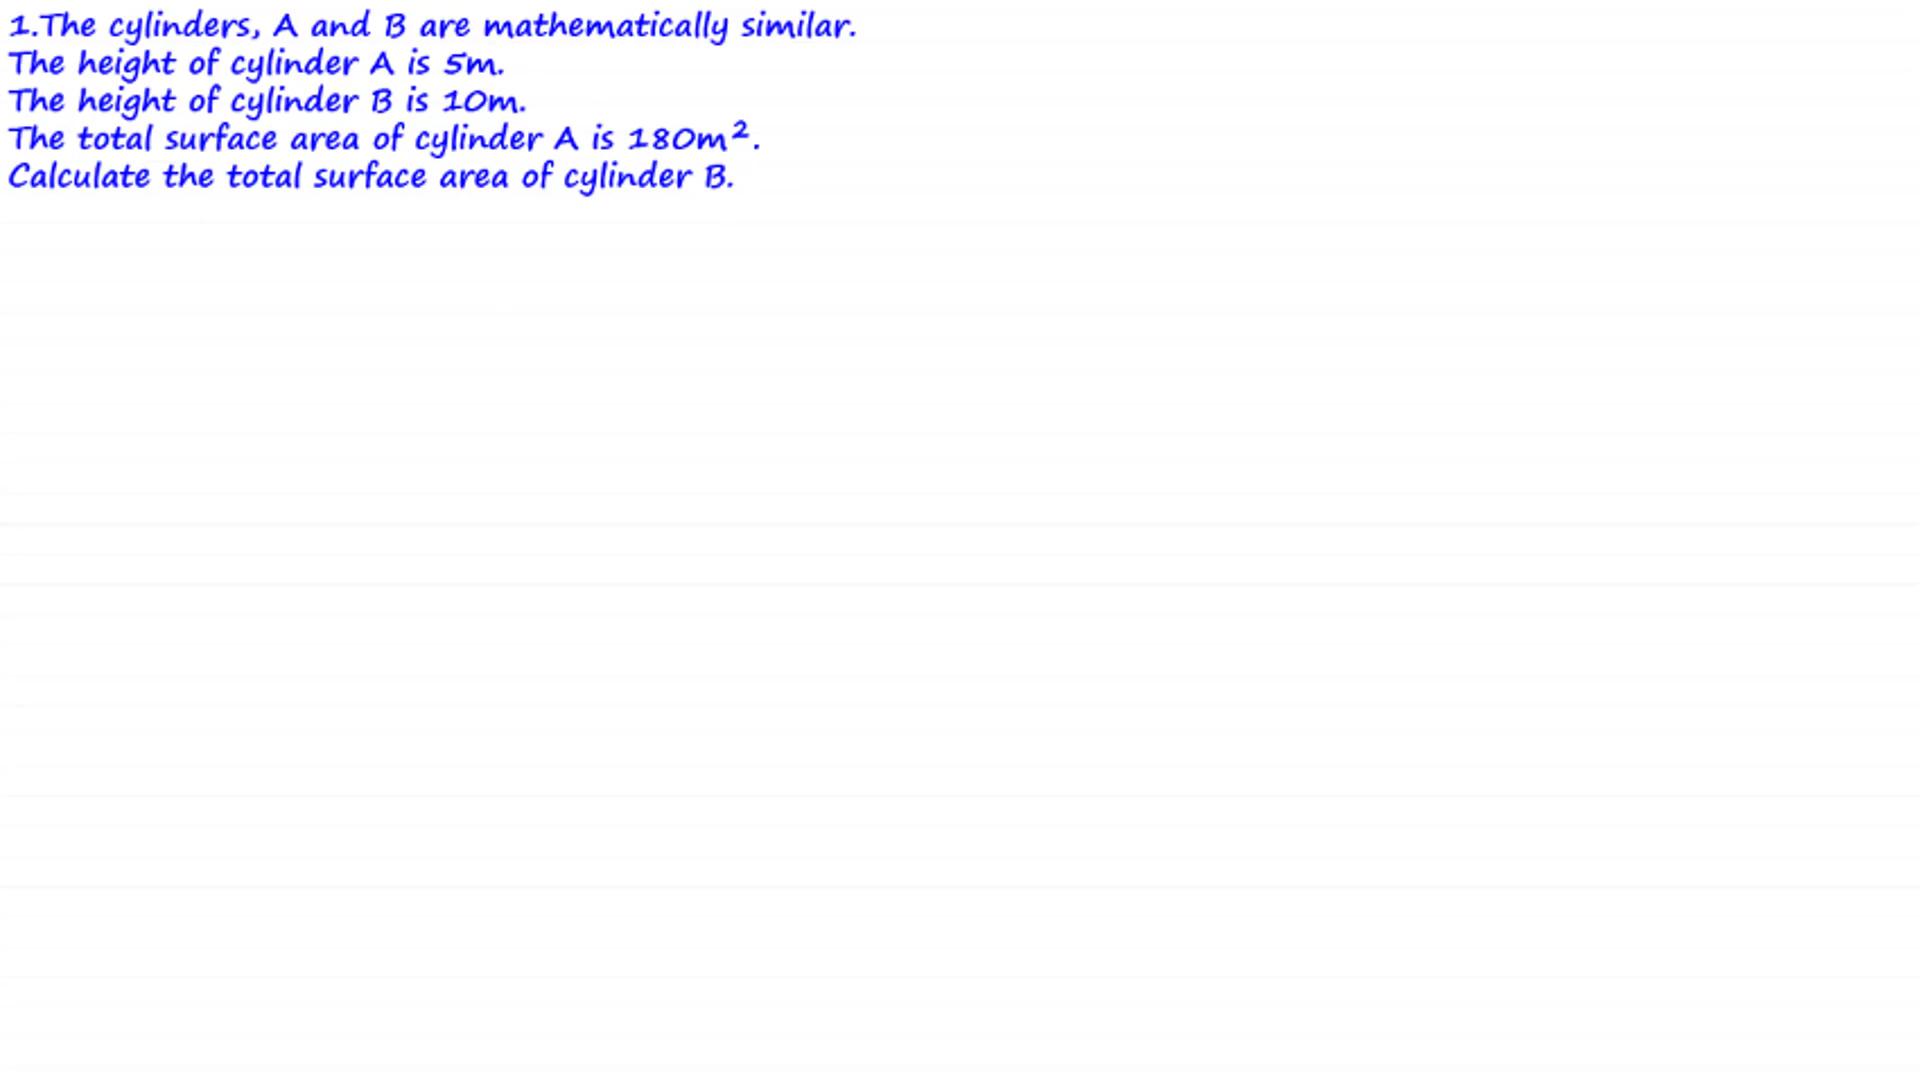 1.The cylinders, A and B are mathematically similar.
The height of cylinder A is 5m.
The height of cylinder B is 10m.
The total surface area of cylinder A is 180m².
Calculate the total surface area of cylinder B.